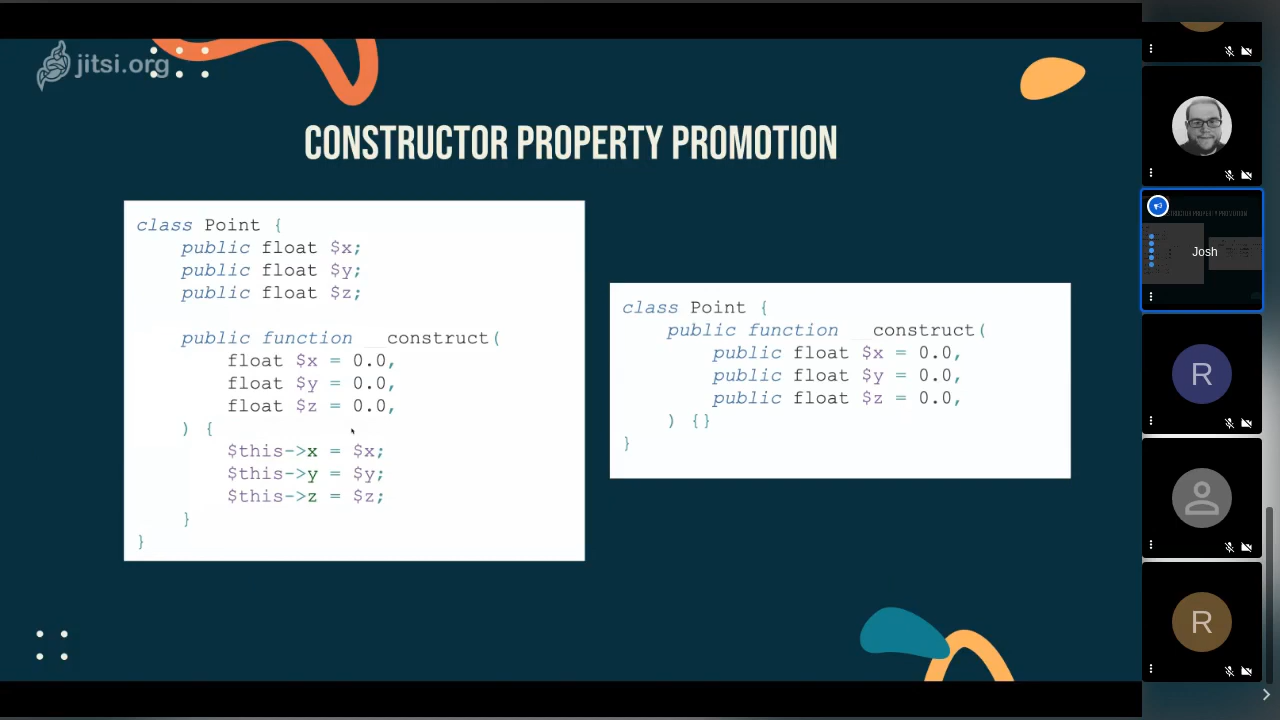 jitsi.org
CONSTRUCTOR PROPERTY PROMOTION
class Point {
    public float $x;
    public float $y;
    public float $z;

    public function __construct(
        float $x = 0.0,
        float $y = 0.0,
        float $z = 0.0,
    ) {
        $this->x = $x;
        $this->y = $y;
        $this->z = $z;
    }
}
class Point {
    public function __construct(
        public float $x = 0.0,
        public float $y = 0.0,
        public float $z = 0.0,
    ) {}
}
Josh
R
R